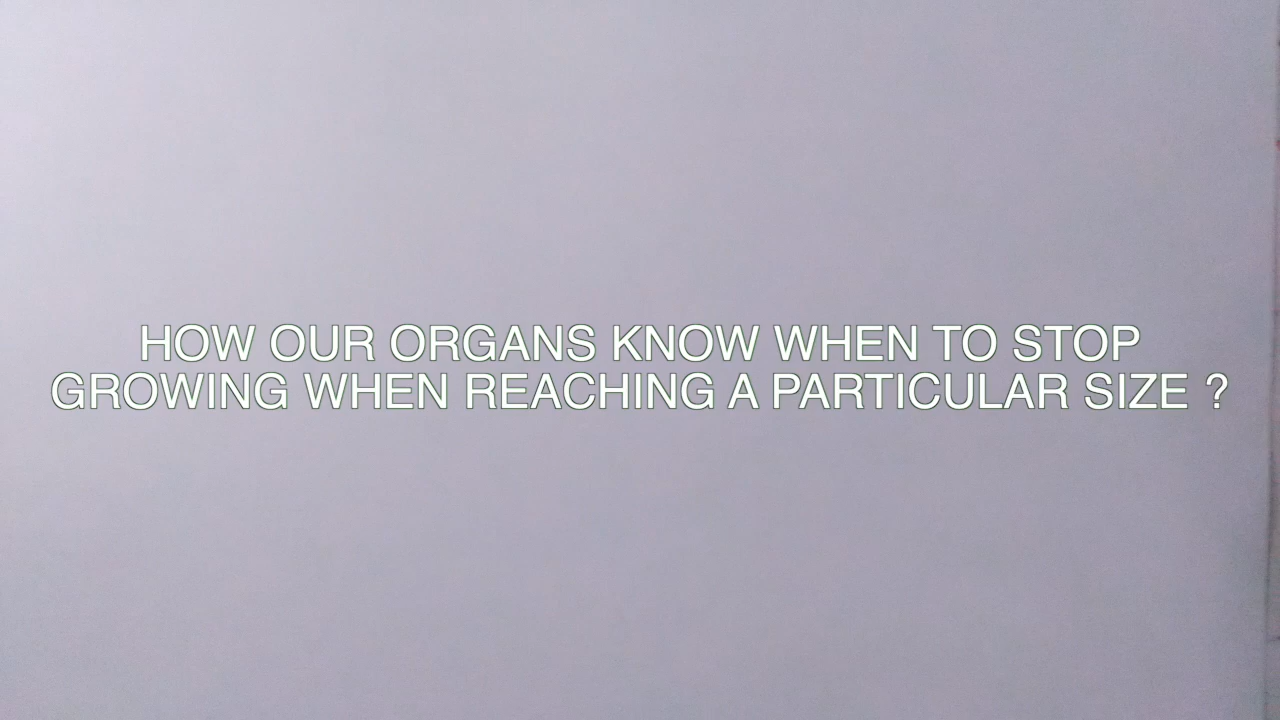 HOW OUR ORGANS KNOW WHEN TO STOP
GROWING WHEN REACHING A PARTICULAR SIZE ?